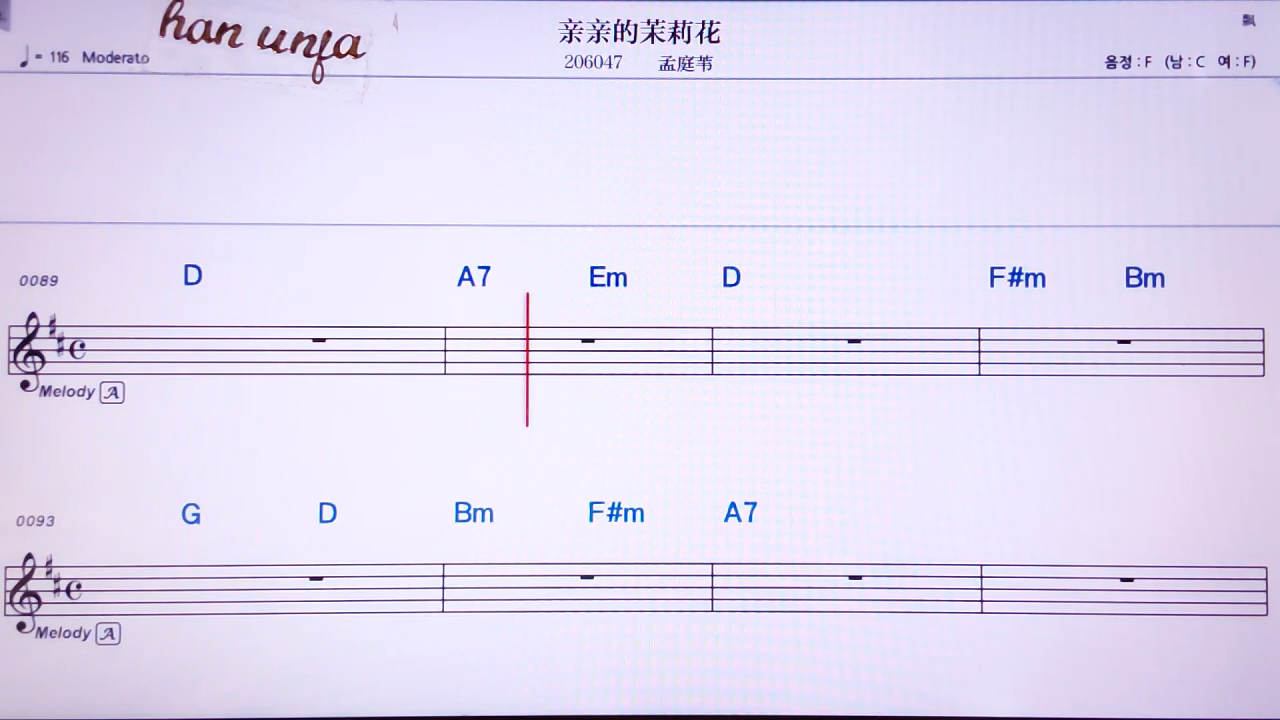 han unja
亲亲的茉莉花
♩= 116 Moderato
206047 孟庭苇
음정 : F (남 : C 여 : F)
0089 D A7 Em D F#m Bm
Melody A
0093 G D Bm F#m A7
Melody A